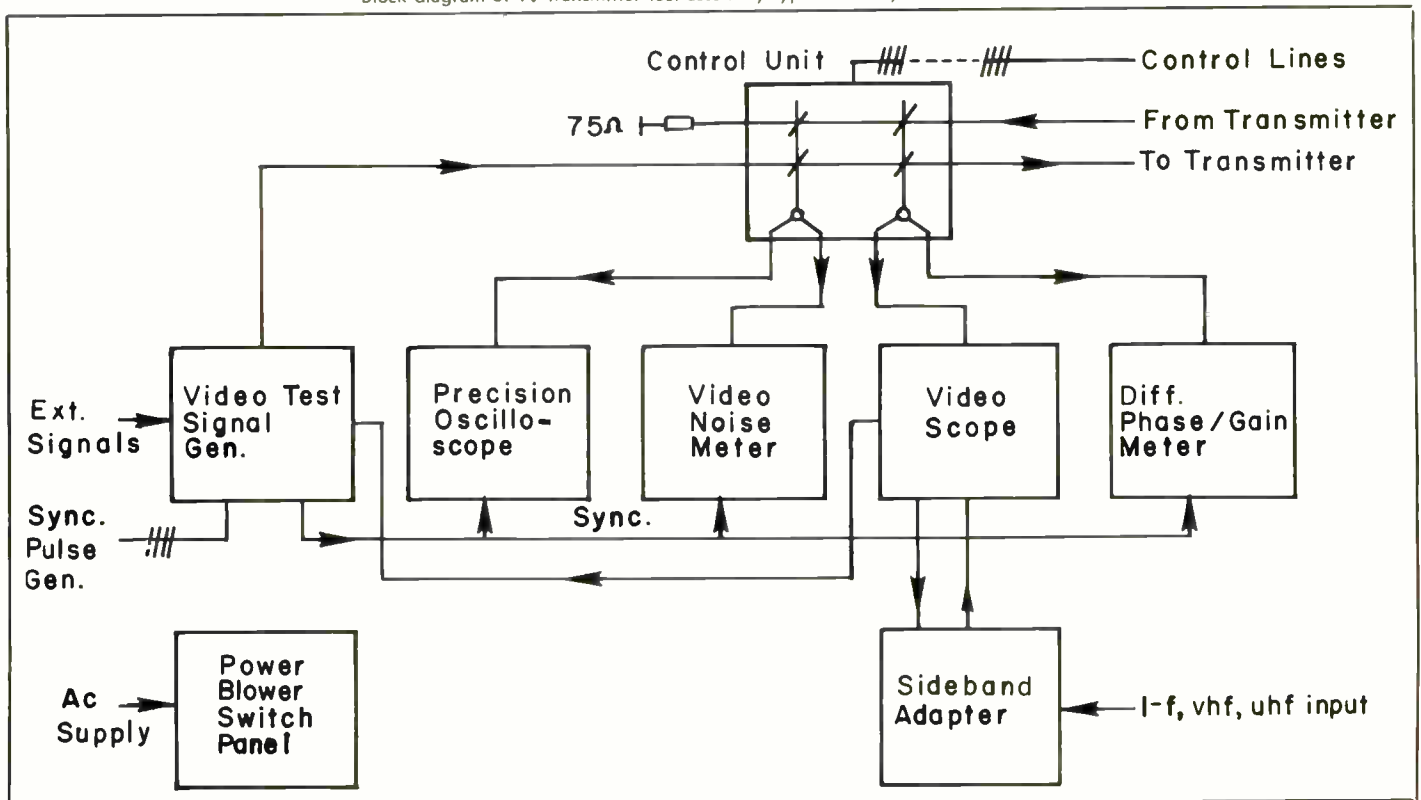 Control Unit
Control Lines
75Ω
From Transmitter
To Transmitter
Ext.
Signals
Video Test
Signal
Gen.
Precision
Oscillo-
scope
Video
Noise
Meter
Video
Scope
Diff.
Phase/Gain
Meter
Sync.
Pulse
Gen.
Sync.
Ac
Supply
Power
Blower
Switch
Panel
Sideband
Adapter
I-f, vhf, uhf input